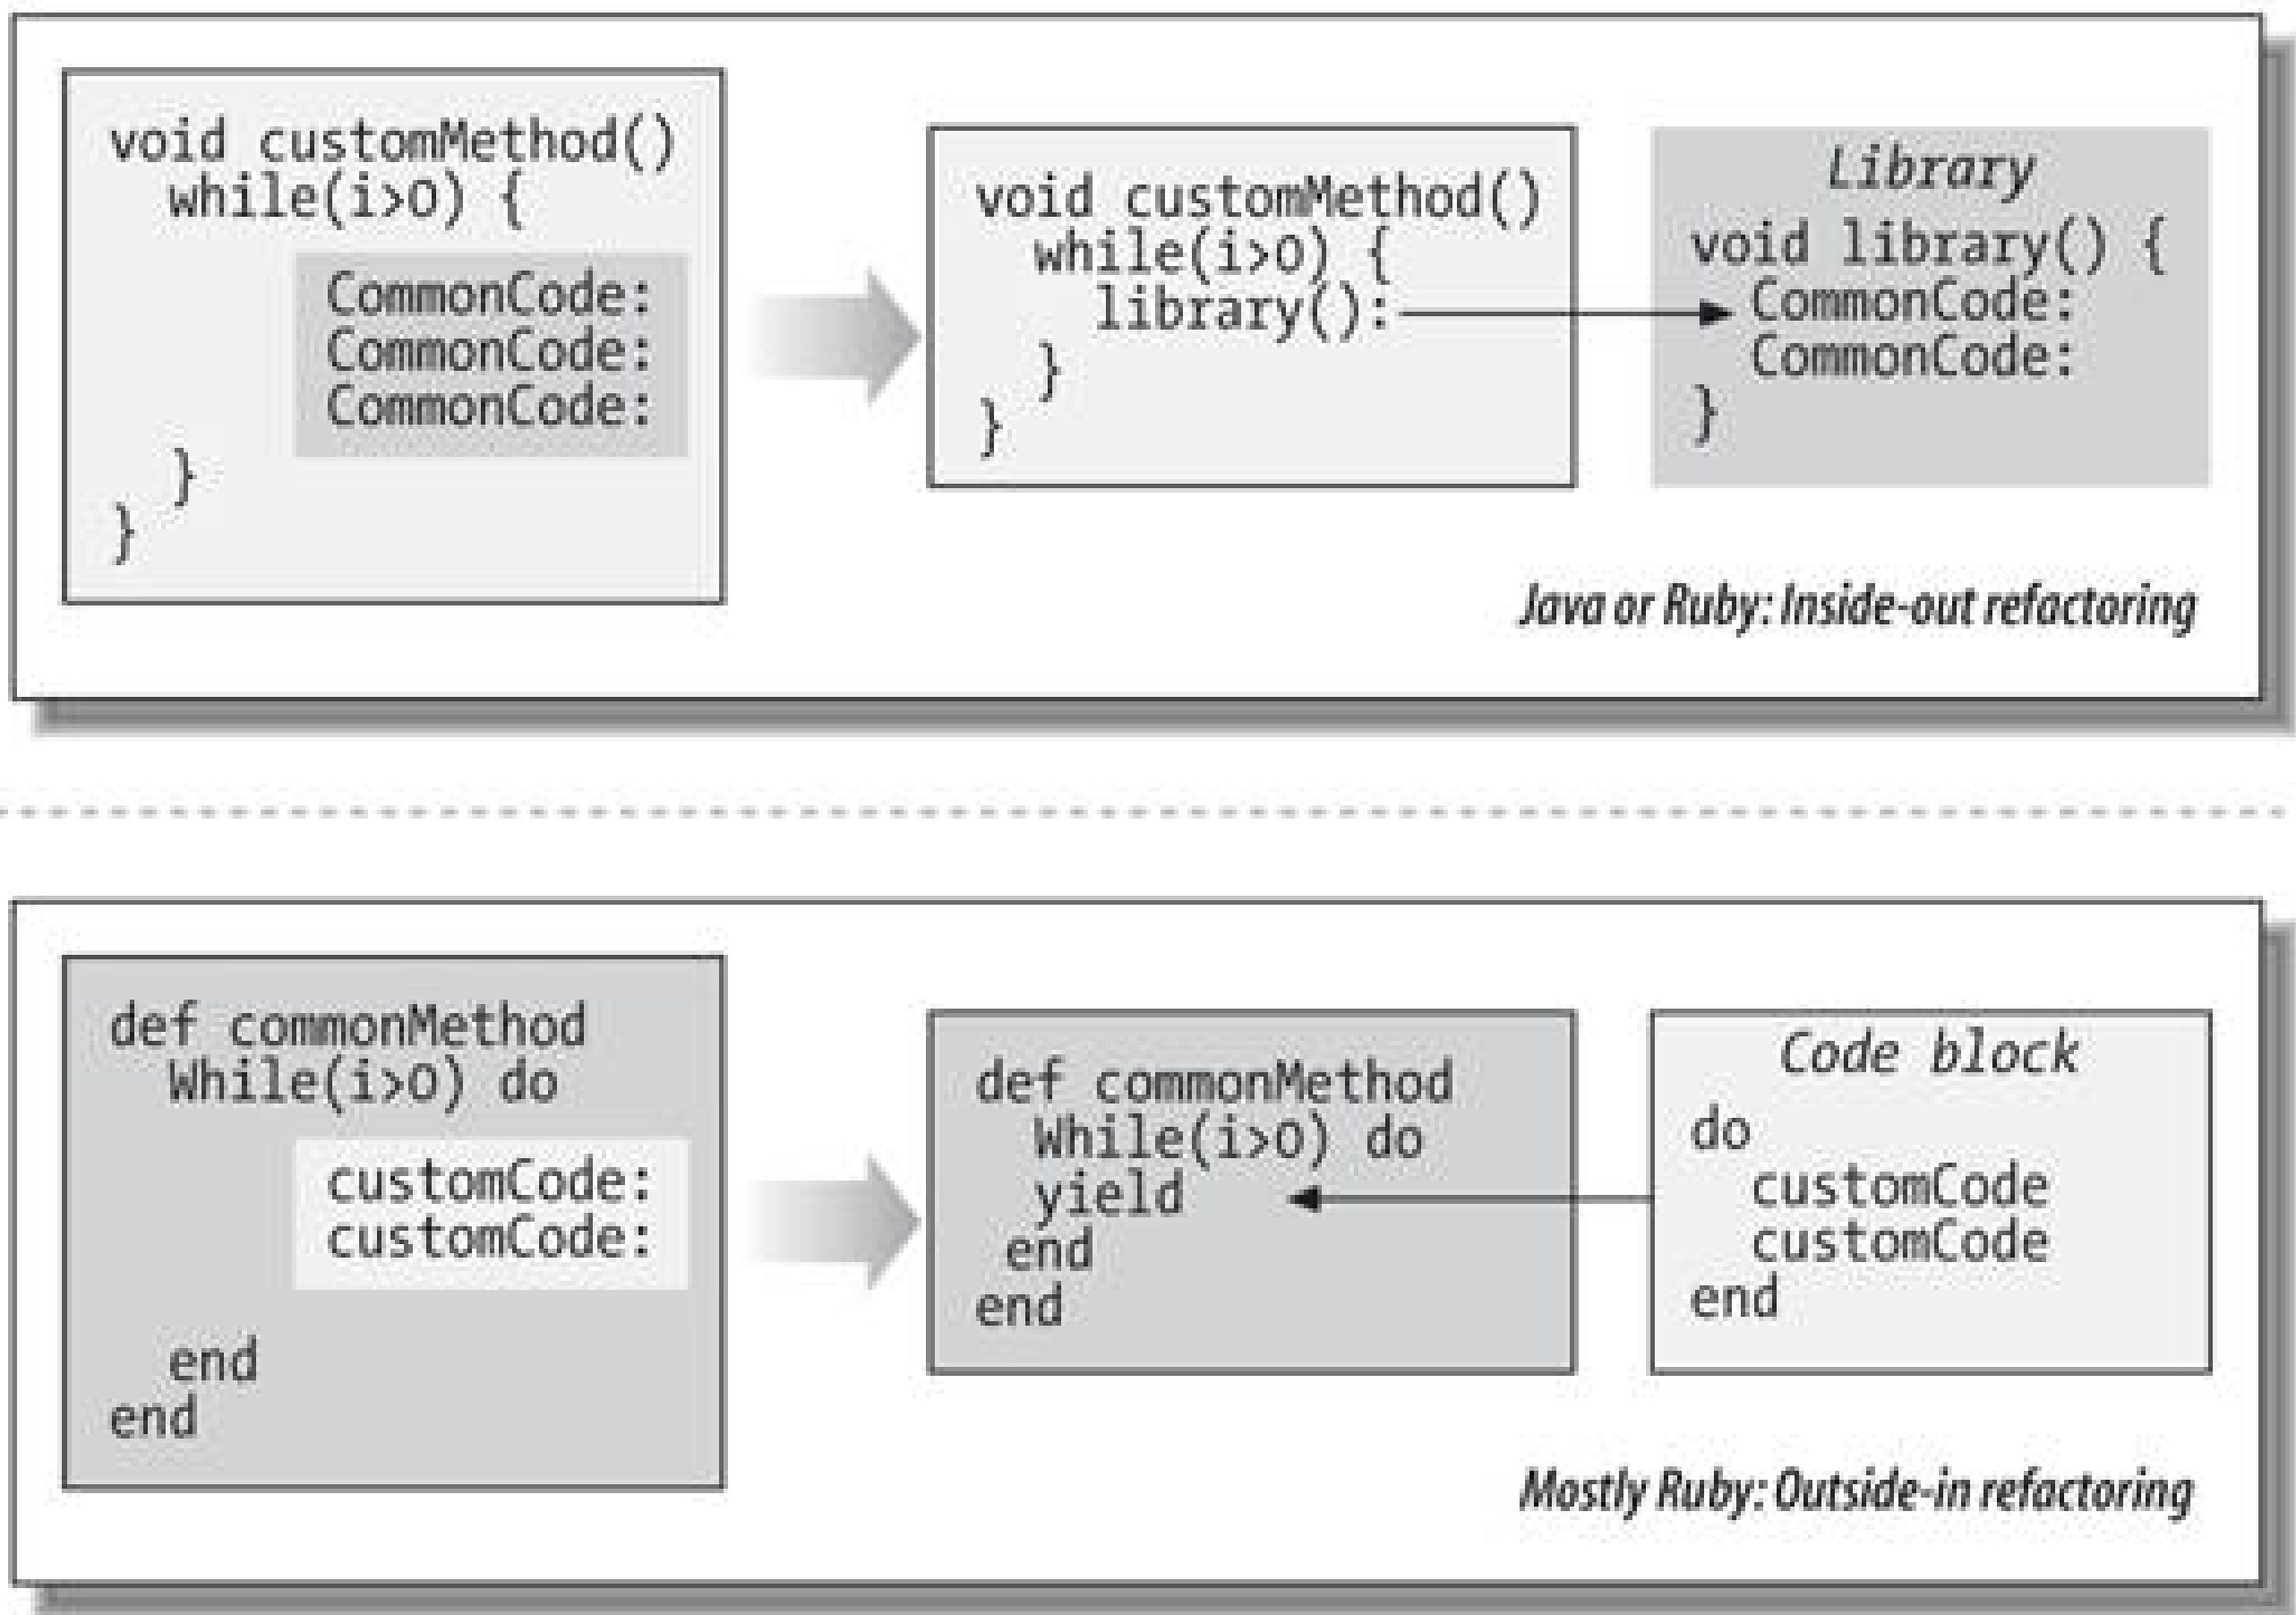 void customMethod()
while(i>0) {
CommonCode:
CommonCode:
CommonCode:
}
}
void customMethod()
while(i>0) {
library():
}
}
Library
void library() {
CommonCode:
CommonCode:
}
Java or Ruby: Inside-out refactoring
def commonMethod
While(i>0) do
customCode:
customCode:
end
end
def commonMethod
While(i>0) do
yield
end
end
Code block
do
customCode
customCode
end
Mostly Ruby: Outside-in refactoring